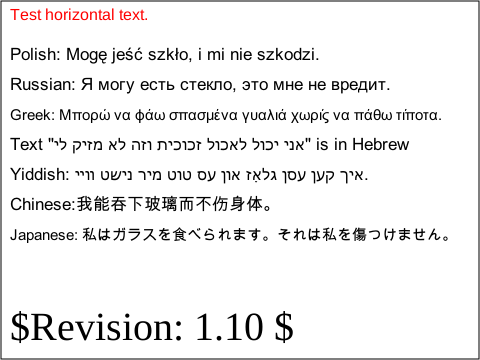 Test horizontal text.
Polish: Mogę jeść szkło, i mi nie szkodzi.
Russian: Я могу есть стекло, это мне не вредит.
Greek: Μπορώ να φάω σπασμένα γυαλιά χωρίς να πάθω τίποτα.
Text "אני יכול לאכול זכוכית וזה לא מזיק לי" is in Hebrew
Yiddish: איך קען עסן גלאָז און עס טוט מיר נישט וויי.
Chinese:我能吞下玻璃而不伤身体。
Japanese: 私はガラスを食べられます。それは私を傷つけません。
$Revision: 1.10 $